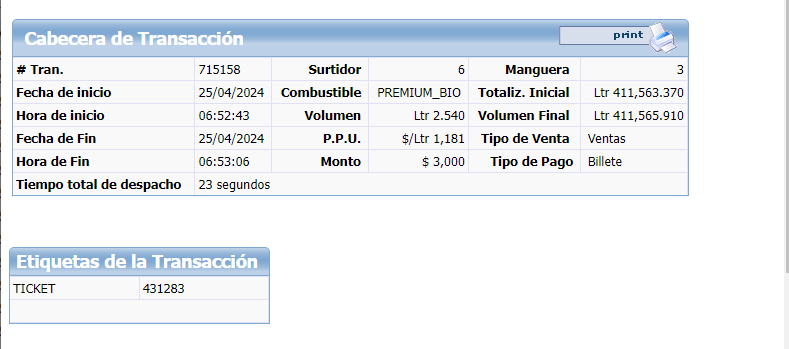 Cabecera de Transacción print
# Tran. 715158 Surtidor 6 Manguera 3
Fecha de inicio 25/04/2024 Combustible PREMIUM_BIO Totaliz. Inicial Ltr 411,563.370
Hora de inicio 06:52:43 Volumen Ltr 2.540 Volumen Final Ltr 411,565.910
Fecha de Fin 25/04/2024 P.P.U. $/Ltr 1,181 Tipo de Venta Ventas
Hora de Fin 06:53:06 Monto $ 3,000 Tipo de Pago Billete
Tiempo total de despacho 23 segundos
Etiquetas de la Transacción
TICKET 431283